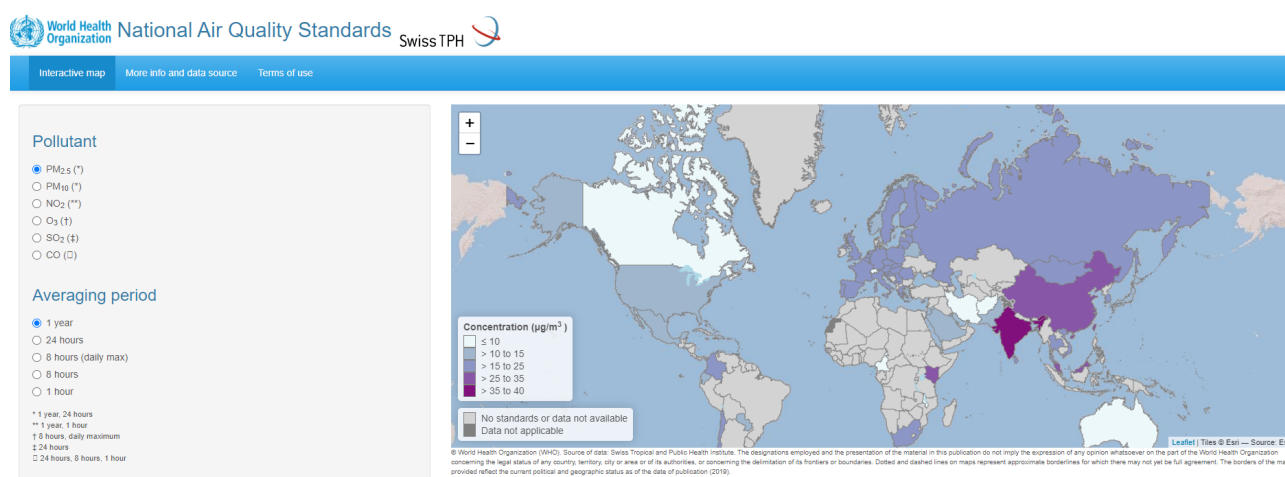 World Health
Organization
National Air Quality Standards
Swiss TPH
Interactive map
More info and data source
Terms of use
Pollutant
PM2.5 (*)
PM10 (*)
NO2 (**)
O3 (†)
SO2 (‡)
CO (▯)
Averaging period
1 year
24 hours
8 hours (daily max)
8 hours
1 hour
* 1 year, 24 hours
** 1 year, 1 hour
† 8 hours, daily maximum
‡ 24 hours
▯ 24 hours, 8 hours, 1 hour
+
−
Concentration (µg/m³ )
≤ 10
> 10 to 15
> 15 to 25
> 25 to 35
> 35 to 40
No standards or data not available
Data not applicable
Leaflet | Tiles © Esri — Source: Es
© World Health Organization (WHO). Source of data: Swiss Tropical and Public Health Institute. The designations employed and the presentation of the material in this publication do not imply the expression of any opinion whatsoever on the part of the World Health Organization
concerning the legal status of any country, territory, city or area or of its authorities, or concerning the delimitation of its frontiers or boundaries. Dotted and dashed lines on maps represent approximate borderlines for which there may not yet be full agreement. The borders of the ma
provided reflect the current political and geographic status as of the date of publication (2019).